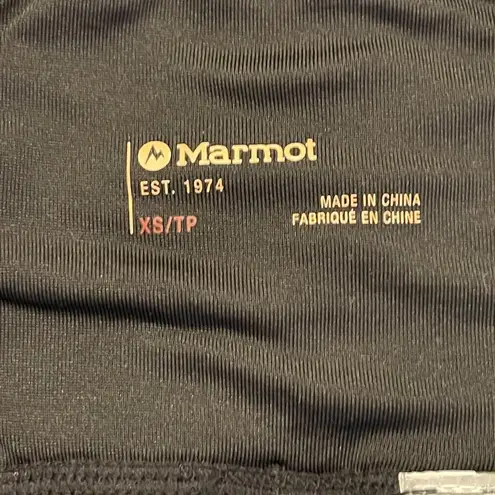 Marmot
EST. 1974
XS/TP
MADE IN CHINA
FABRIQUÉ EN CHINE